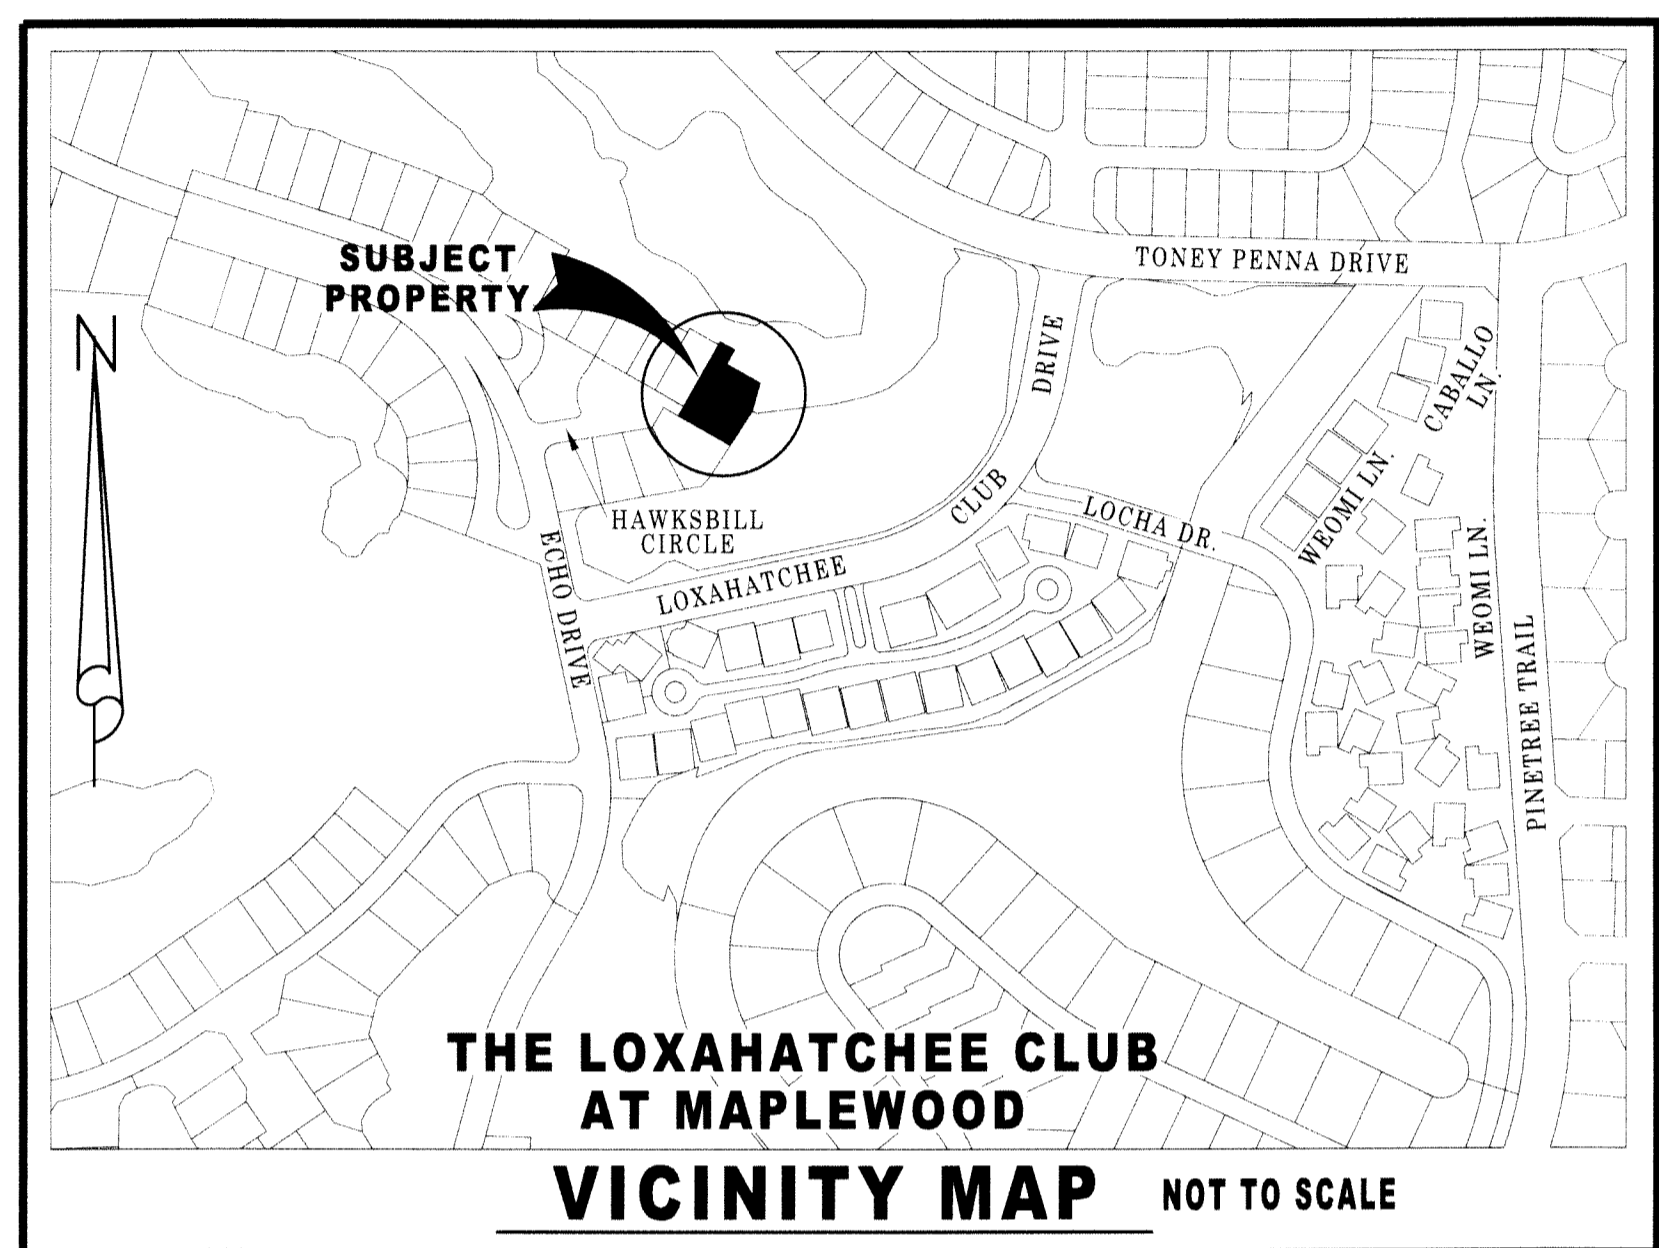 TONEY PENNA DRIVE
SUBJECT
PROPERTY
N
DRIVE
CABALLO
LN.
CLUB
WEOMI LN.
LOCHA DR.
HAWKSBILL
CIRCLE
ECHO DRIVE
LOXAHATCHEE
WEOMI LN.
PINETREE TRAIL
THE LOXAHATCHEE CLUB
AT MAPLEWOOD
VICINITY MAP NOT TO SCALE